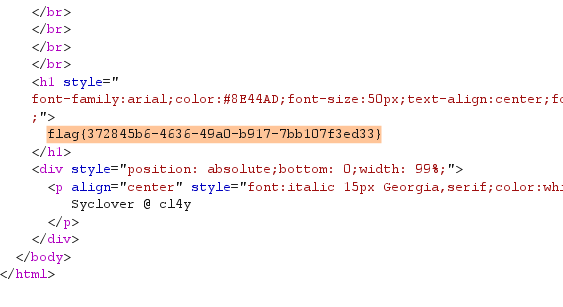 </br>
</br>
</br>
</br>
<h1 style="
font-family:arial;color:#8E44AD;font-size:50px;text-align:center;fo
;">
flag{372845b6-4636-49a0-b917-7bb107f3ed33}
</h1>
<div style="position: absolute;bottom: 0;width: 99%;">
<p align="center" style="font:italic 15px Georgia,serif;color:whi
Syclover @ cl4y
</p>
</div>
</body>
</html>